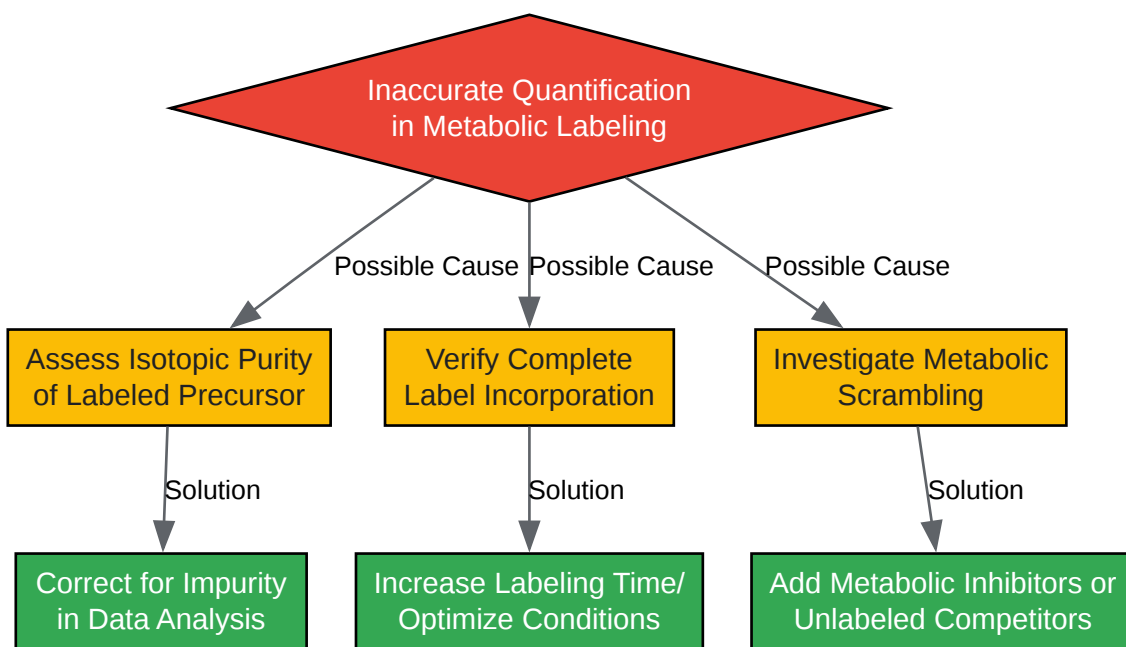 Inaccurate Quantification
in Metabolic Labeling
Possible Cause
Possible Cause
Possible Cause
Assess Isotopic Purity
of Labeled Precursor
Verify Complete
Label Incorporation
Investigate Metabolic
Scrambling
Solution
Solution
Solution
Correct for Impurity
in Data Analysis
Increase Labeling Time/
Optimize Conditions
Add Metabolic Inhibitors or
Unlabeled Competitors